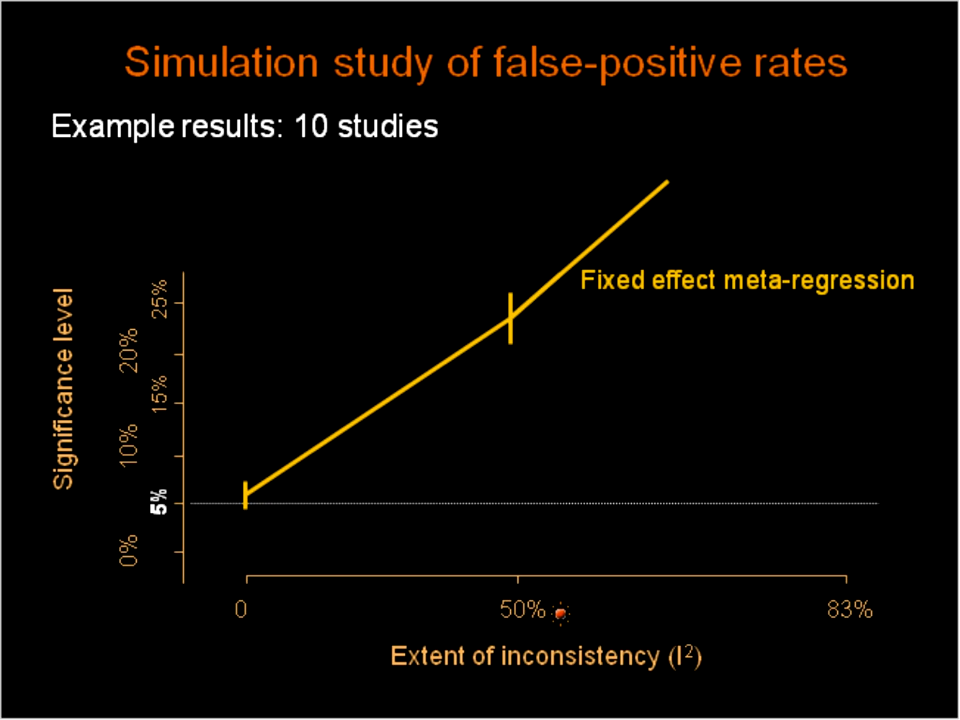 Simulation study of false-positive rates
Example results: 10 studies
Fixed effect meta-regression
Significance level
25%
20%
15%
10%
5%
0%
0 50% 83%
Extent of inconsistency (I²)